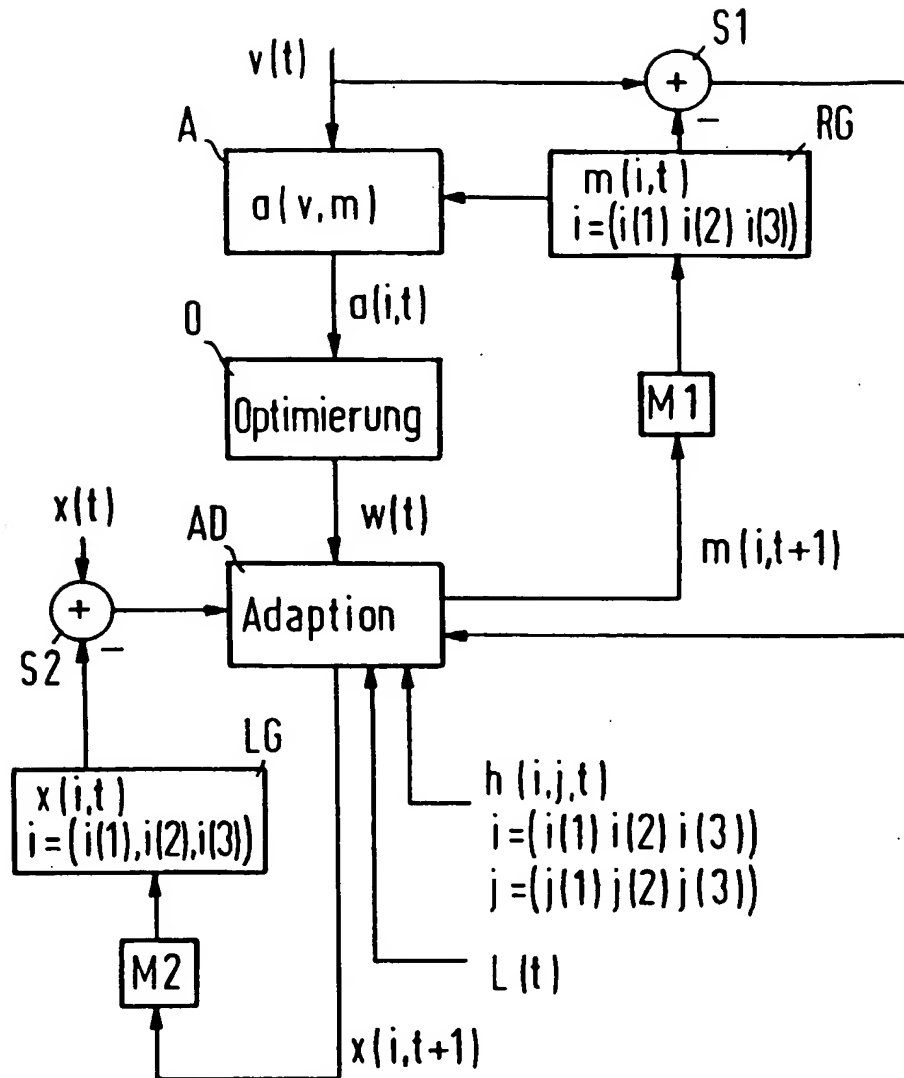 S1
v(t)
+
–
RG
A
a(v,m)
m(i,t)
i=(i(1) i(2) i(3))
a(i,t)
O
Optimierung
M1
x(t)
AD
w(t)
m(i,t+1)
+
–
S2
Adaption
LG
x(i,t)
i=(i(1),i(2),i(3))
h(i,j,t)
i=(i(1) i(2) i(3))
j=(j(1) j(2) j(3))
M2
L(t)
x(i,t+1)